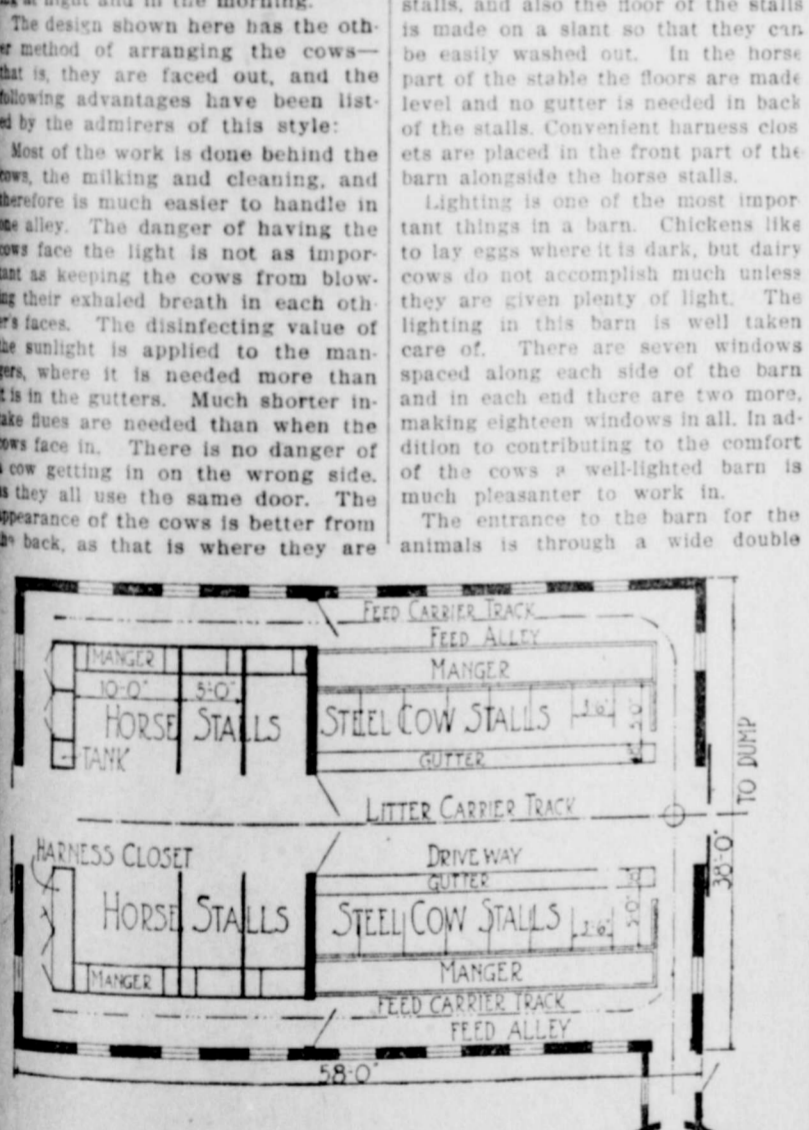 at night and in the morning.
The design shown here has the oth-
er method of arranging the cows—
that is, they are faced out, and the
following advantages have been list-
ed by the admirers of this style:
Most of the work is done behind the
cows, the milking and cleaning, and
therefore is much easier to handle in
one alley. The danger of having the
cows face the light is not as impor-
tant as keeping the cows from blow-
ing their exhaled breath in each oth-
er's faces. The disinfecting value of
the sunlight is applied to the man-
gers, where it is needed more than
it is in the gutters. Much shorter in-
take flues are needed than when the
cows face in. There is no danger of
a cow getting in on the wrong side,
as they all use the same door. The
appearance of the cows is better from
the back, as that is where they are
stalls, and also the floor of the stalls
is made on a slant so that they can
be easily washed out. In the horse
part of the stable the floors are made
level and no gutter is needed in back
of the stalls. Convenient harness clos
ets are placed in the front part of the
barn alongside the horse stalls.
Lighting is one of the most impor
tant things in a barn. Chickens like
to lay eggs where it is dark, but dairy
cows do not accomplish much unless
they are given plenty of light. The
lighting in this barn is well taken
care of. There are seven windows
spaced along each side of the barn
and in each end there are two more,
making eighteen windows in all. In ad-
dition to contributing to the comfort
of the cows a well-lighted barn is
much pleasanter to work in.
The entrance to the barn for the
animals is through a wide double
FEED CARRIER TRACK
FEED ALLEY
MANGER
MANGER
10-0" 5-0"
HORSE STALLS
STEEL COW STALLS
3-6"
5-0"
TANK
GUTTER
LITTER CARRIER TRACK
TO DUMP
HARNESS CLOSET
DRIVEWAY
GUTTER
38-0"
HORSE STALLS
STEEL COW STALLS
3-6"
5-0"
MANGER
MANGER
FEED CARRIER TRACK
FEED ALLEY
58-0"